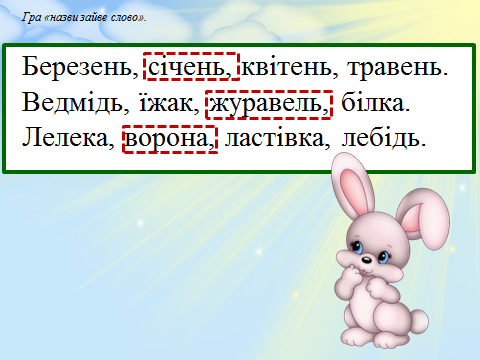 Гра «назви зайве слово».
Березень, січень, квітень, травень.
Ведмідь, їжак, журавель, білка.
Лелека, ворона, ластівка, лебідь.